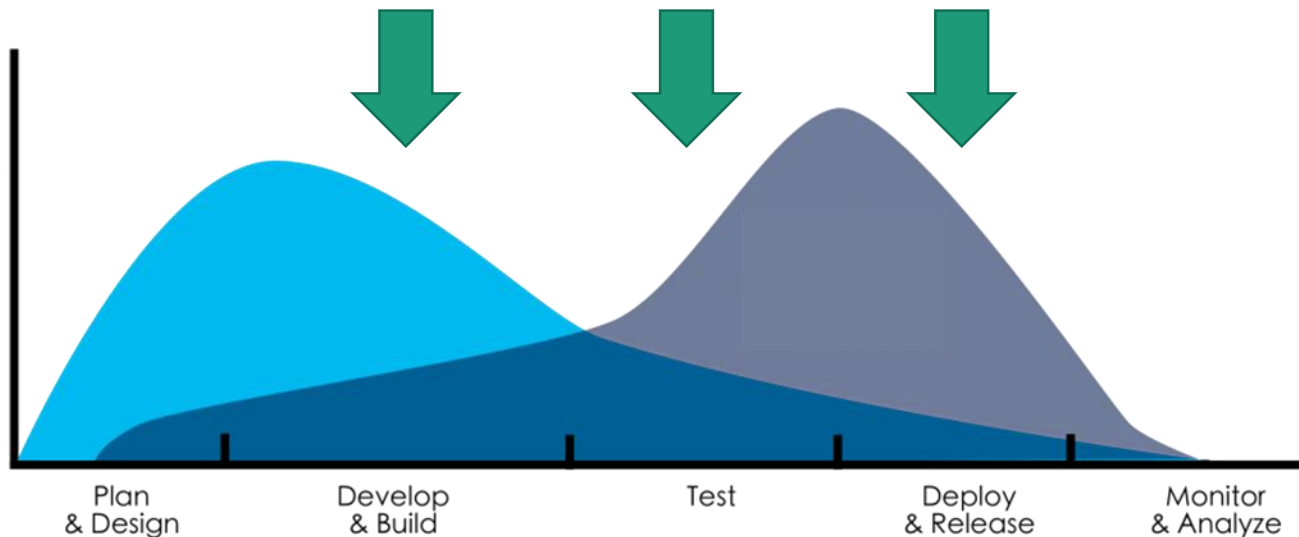 Plan
& Design
Develop
& Build
Test
Deploy
& Release
Monitor
& Analyze